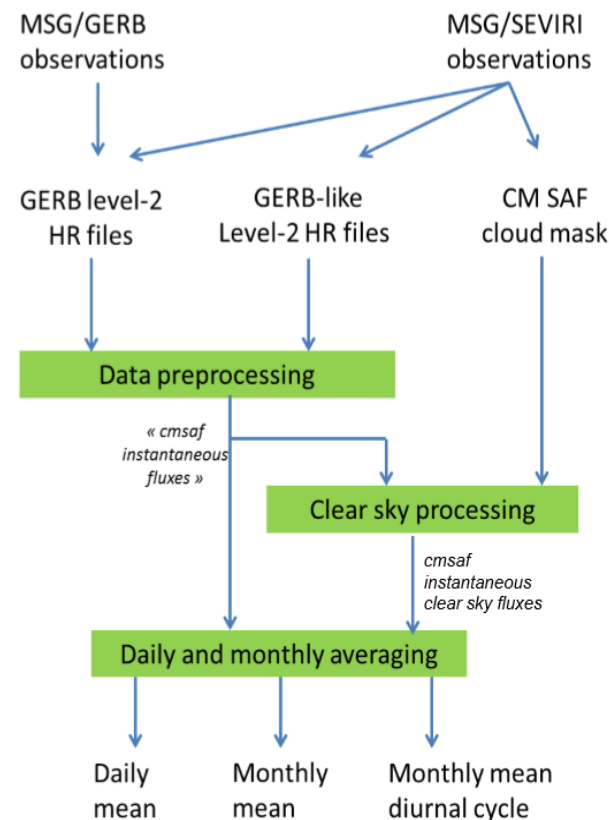 MSG/GERB
observations
MSG/SEVIRI
observations
GERB level-2
HR files
GERB-like
Level-2 HR files
CM SAF
cloud mask
Data preprocessing
« cmsaf
instantaneous
fluxes »
Clear sky processing
cmsaf
instantaneous
clear sky fluxes
Daily and monthly averaging
Daily
mean
Monthly
mean
Monthly mean
diurnal cycle